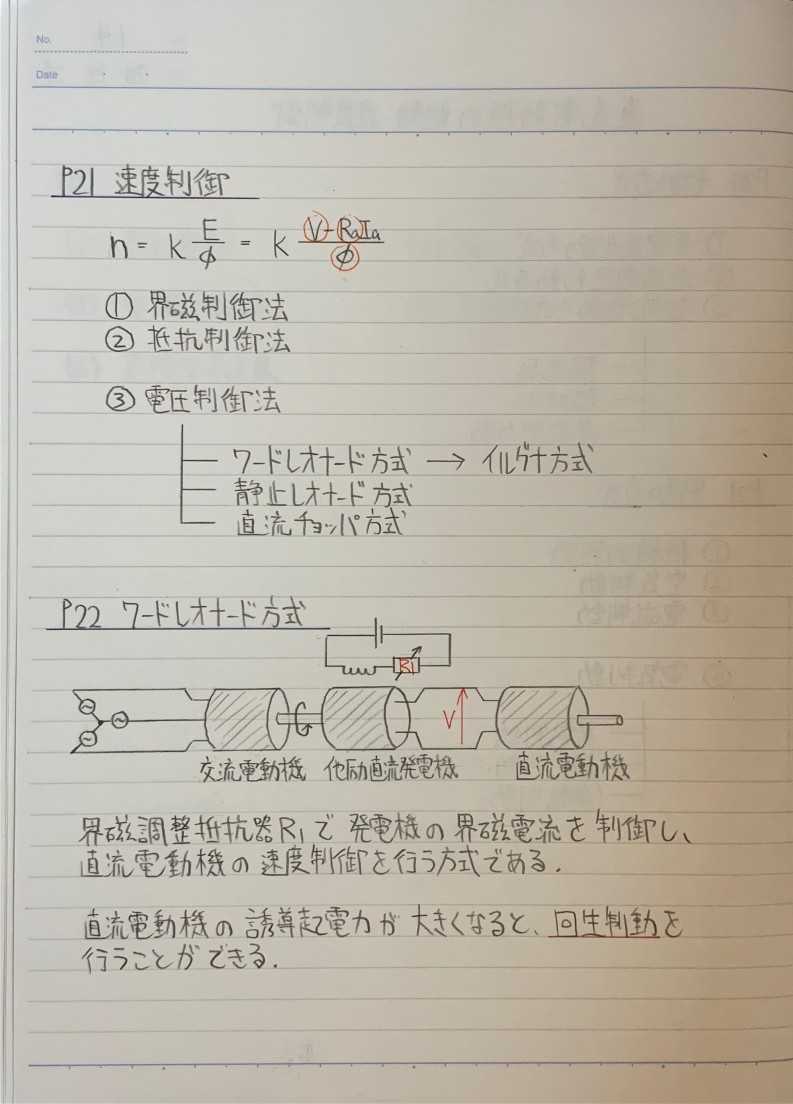 No.
Date
P21 速度制御
n = k E/φ = k (V-RaIa)/φ
① 界磁制御法
② 抵抗制御法
③ 電圧制御法
ワードレオナード方式 → イルグナ方式
静止レオナード方式
直流チョッパ方式
P22 ワードレオナード方式
R1
V
交流電動機 他励直流発電機 直流電動機
界磁調整抵抗器R1で発電機の界磁電流を制御し、
直流電動機の速度制御を行う方式である.
直流電動機の誘導起電力が大きくなると、回生制動を
行うことができる.